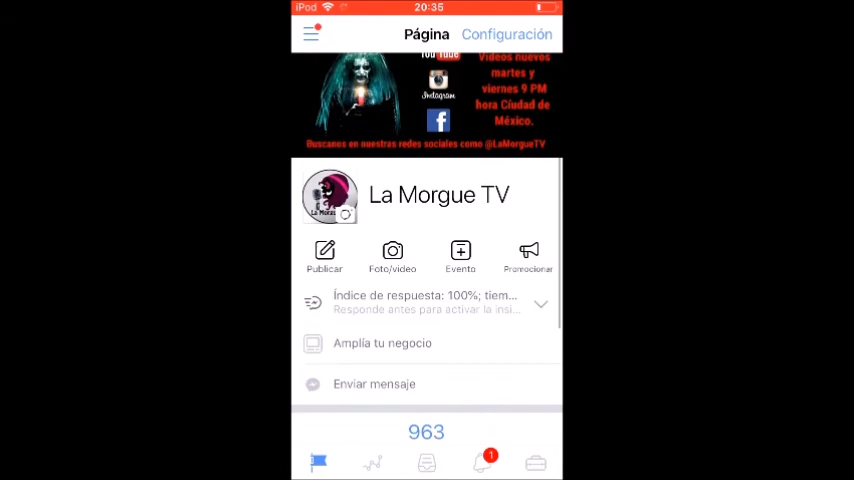 iPod 20:35
Página Configuración
YouTube
Instagram
Videos nuevos
martes y
viernes 9 PM
hora Ciudad de
México.
Buscanos en nuestras redes sociales como @LaMorgueTV
La Morgue TV
Publicar Foto/video Evento Promocionar
Índice de respuesta: 100%; tiem...
Responde antes para activar la insi...
Amplía tu negocio
Enviar mensaje
963
1